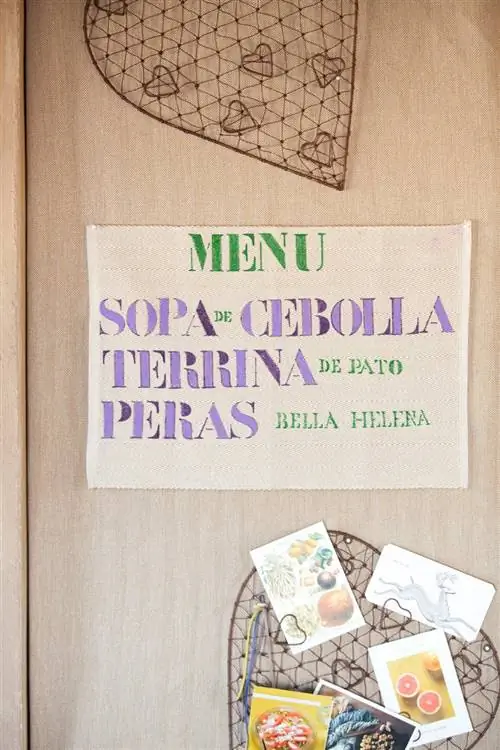 MENU
SOPA DE CEBOLLA
TERRINA DE PATO
PERAS BELLA HELENA